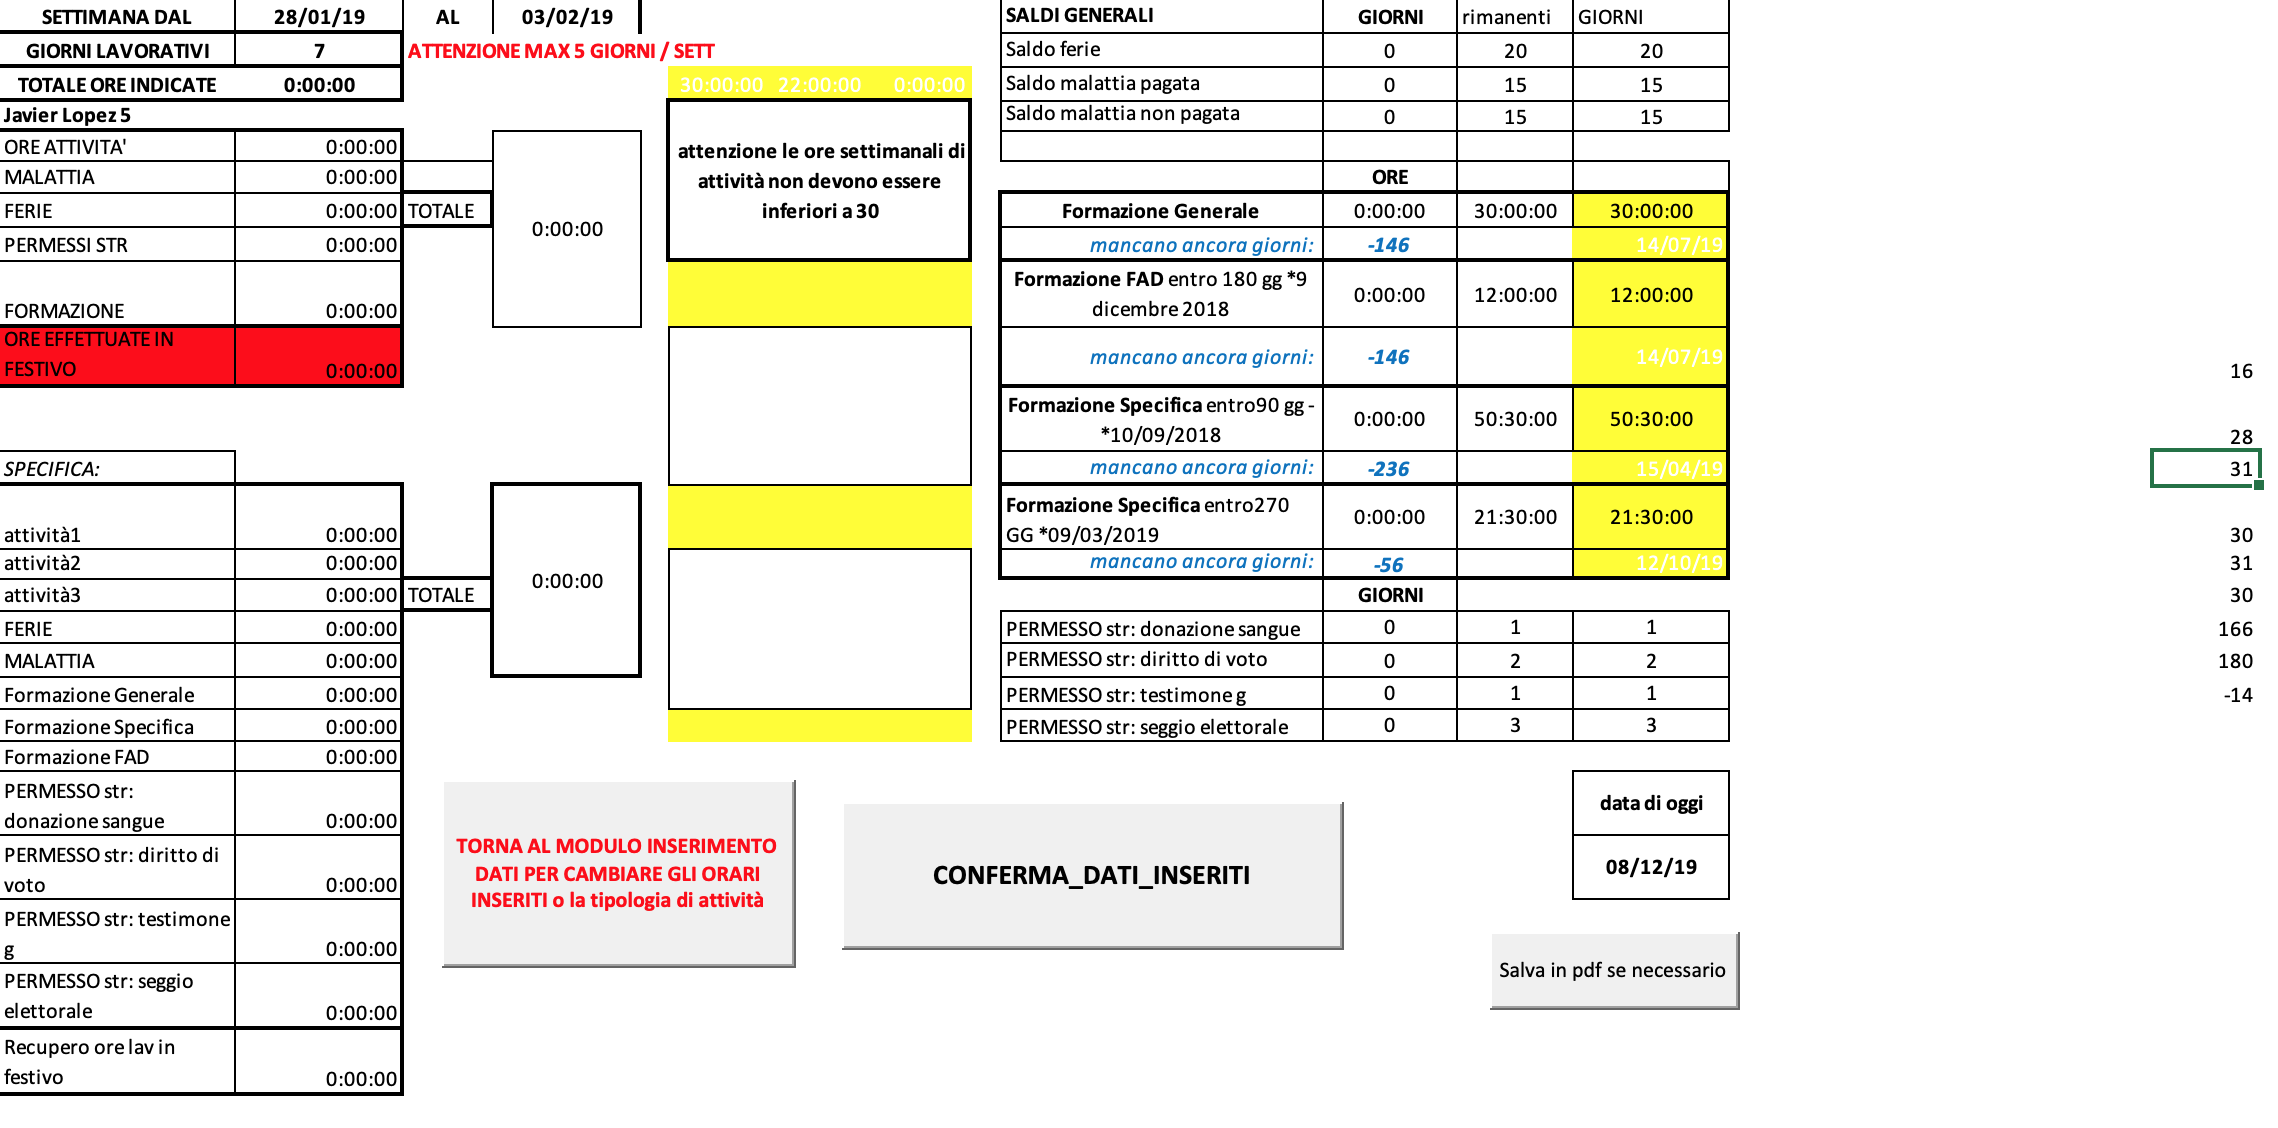 SETTIMANA DAL 28/01/19 AL 03/02/19
GIORNI LAVORATIVI 7 ATTENZIONE MAX 5 GIORNI / SETT
TOTALE ORE INDICATE 0:00:00
30:00:00 22:00:00 0:00:00
Javier Lopez 5
ORE ATTIVITA' 0:00:00
MALATTIA 0:00:00
FERIE 0:00:00 TOTALE
0:00:00
PERMESSI STR 0:00:00
FORMAZIONE 0:00:00
ORE EFFETTUATE IN
FESTIVO 0:00:00
attenzione le ore settimanali di
attività non devono essere
inferiori a 30
SPECIFICA:
attività1 0:00:00
attività2 0:00:00
attività3 0:00:00 TOTALE
0:00:00
FERIE 0:00:00
MALATTIA 0:00:00
Formazione Generale 0:00:00
Formazione Specifica 0:00:00
Formazione FAD 0:00:00
PERMESSO str:
donazione sangue 0:00:00
PERMESSO str: diritto di
voto 0:00:00
PERMESSO str: testimone
g 0:00:00
PERMESSO str: seggio
elettorale 0:00:00
Recupero ore lav in
festivo 0:00:00
SALDI GENERALI GIORNI rimanenti GIORNI
Saldo ferie 0 20 20
Saldo malattia pagata 0 15 15
Saldo malattia non pagata 0 15 15
ORE
Formazione Generale 0:00:00 30:00:00 30:00:00
mancano ancora giorni: -146 14/07/19
Formazione FAD entro 180 gg *9
dicembre 2018 0:00:00 12:00:00 12:00:00
mancano ancora giorni: -146 14/07/19
Formazione Specifica entro90 gg -
*10/09/2018 0:00:00 50:30:00 50:30:00
mancano ancora giorni: -236 15/04/19
Formazione Specifica entro270
GG *09/03/2019 0:00:00 21:30:00 21:30:00
mancano ancora giorni: -56 12/10/19
GIORNI
PERMESSO str: donazione sangue 0 1 1
PERMESSO str: diritto di voto 0 2 2
PERMESSO str: testimone g 0 1 1
PERMESSO str: seggio elettorale 0 3 3
16
28
31
30
31
30
166
180
-14
TORNA AL MODULO INSERIMENTO
DATI PER CAMBIARE GLI ORARI
INSERITI o la tipologia di attività
CONFERMA_DATI_INSERITI
data di oggi
08/12/19
Salva in pdf se necessario